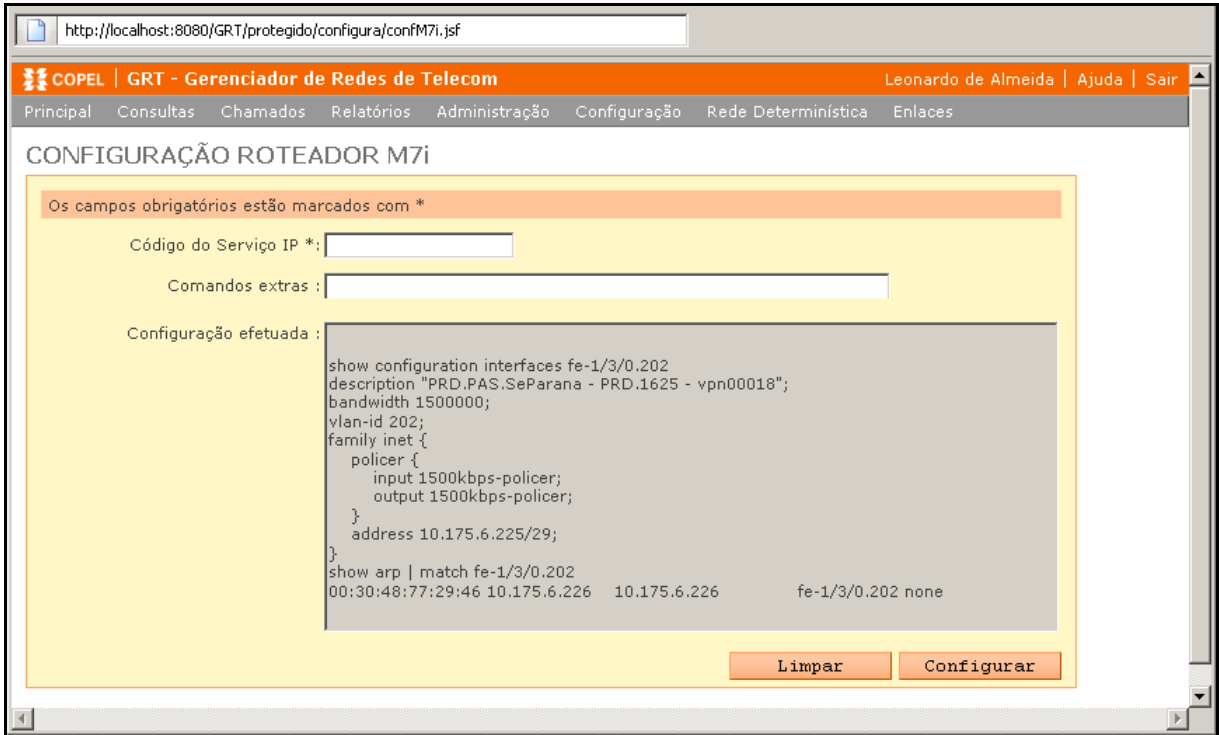 http://localhost:8080/GRT/protegido/configura/confM7i.jsf
COPEL | GRT - Gerenciador de Redes de Telecom Leonardo de Almeida | Ajuda | Sair
Principal Consultas Chamados Relatórios Administração Configuração Rede Determinística Enlaces
CONFIGURAÇÃO ROTEADOR M7i
Os campos obrigatórios estão marcados com *
Código do Serviço IP *:
Comandos extras :
Configuração efetuada :
show configuration interfaces fe-1/3/0.202
description "PRD.PAS.SeParana - PRD.1625 - vpn00018";
bandwidth 1500000;
vlan-id 202;
family inet {
policer {
input 1500kbps-policer;
output 1500kbps-policer;
}
address 10.175.6.225/29;
}
show arp | match fe-1/3/0.202
00:30:48:77:29:46 10.175.6.226 10.175.6.226 fe-1/3/0.202 none
Limpar Configurar